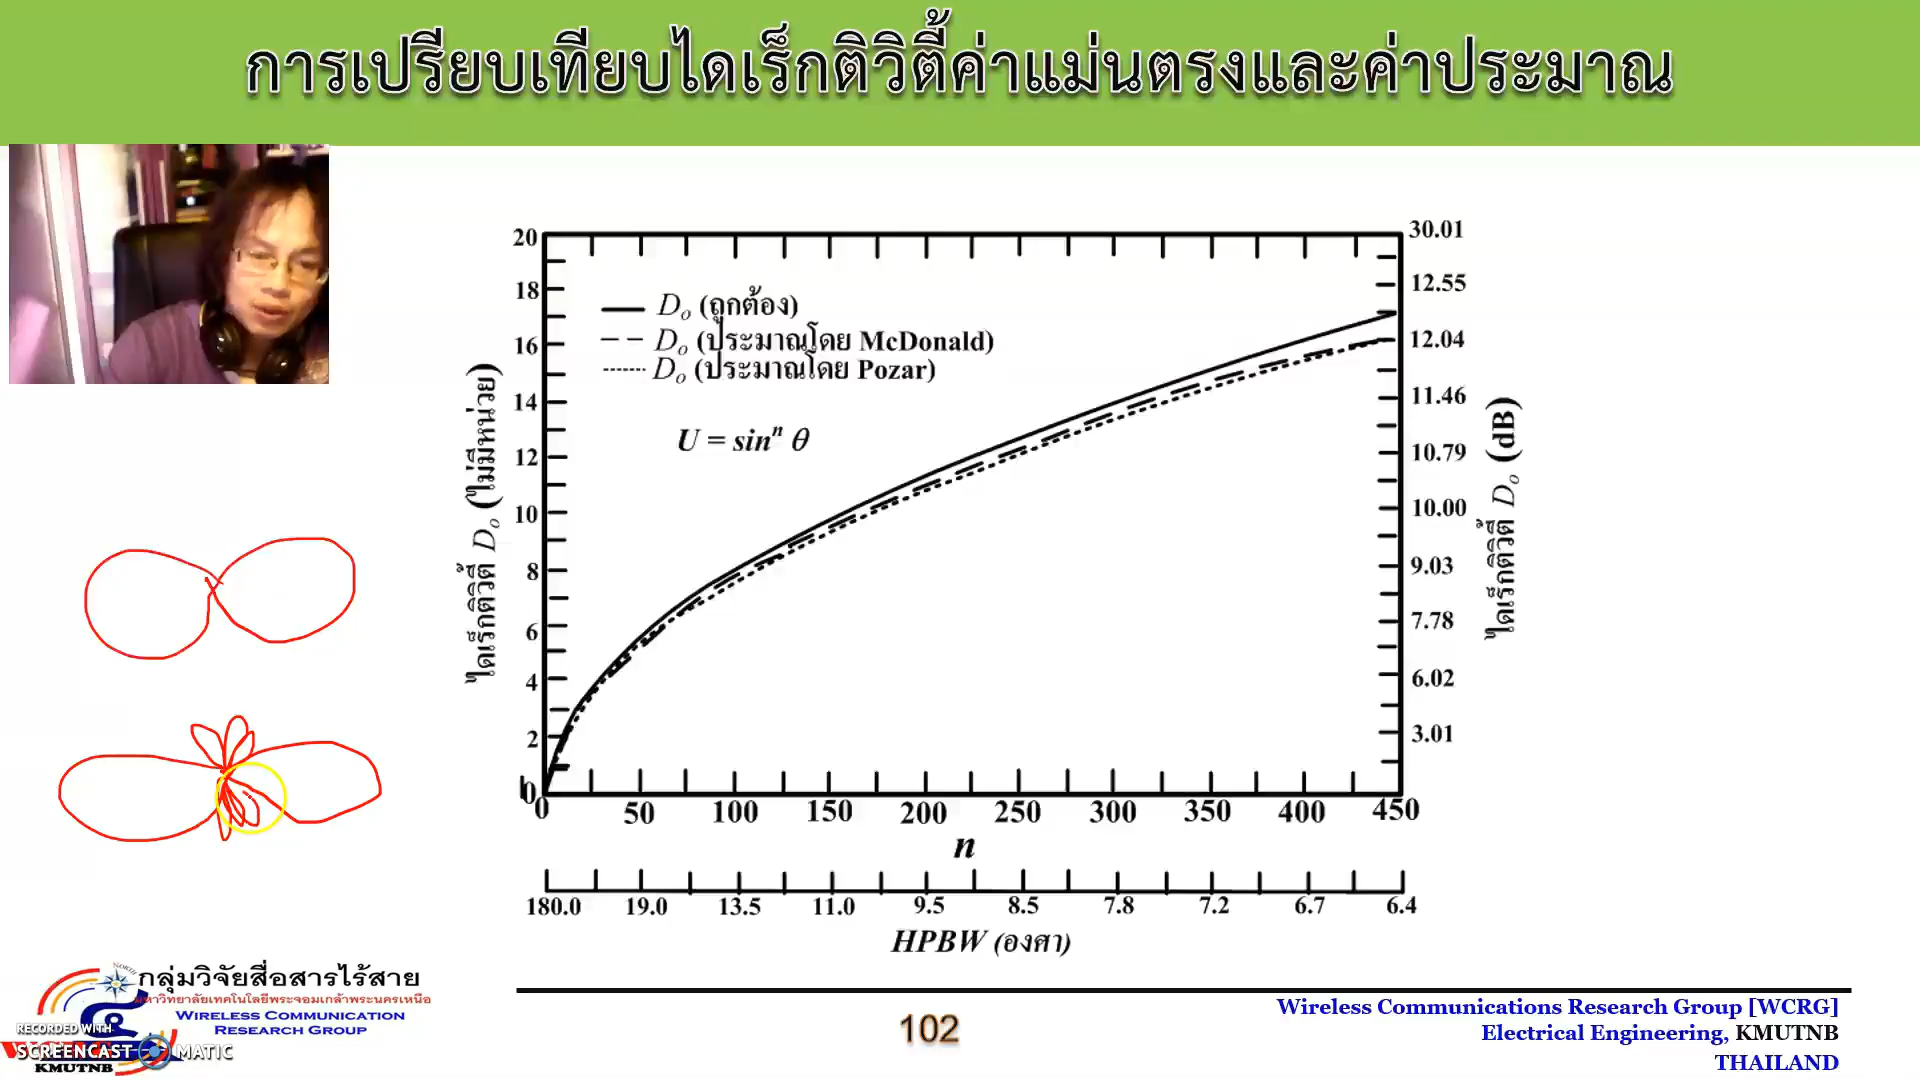 การเปรียบเทียบไดเร็กติวิตี้ค่าแม่นตรงและค่าประมาณ
20
18
16
14
12
10
8
6
4
2
0
ไดเร็กติวิตี้ Do (ไม่มีหน่วย)
Do (ถูกต้อง)
Do (ประมาณโดย McDonald)
Do (ประมาณโดย Pozar)
U = sinⁿ θ
30.01
12.55
12.04
11.46
10.79
10.00
9.03
7.78
6.02
3.01
ไดเร็กติวิตี้ Do (dB)
0 50 100 150 200 250 300 350 400 450
n
180.0 19.0 13.5 11.0 9.5 8.5 7.8 7.2 6.7 6.4
HPBW (องศา)
NORTH
กลุ่มวิจัยสื่อสารไร้สาย
มหาวิทยาลัยเทคโนโลยีพระจอมเกล้าพระนครเหนือ
WIRELESS COMMUNICATION
RESEARCH GROUP
RECORDED WITH
SCREENCAST MATIC
KMUTNB
102
Wireless Communications Research Group [WCRG]
Electrical Engineering, KMUTNB
THAILAND